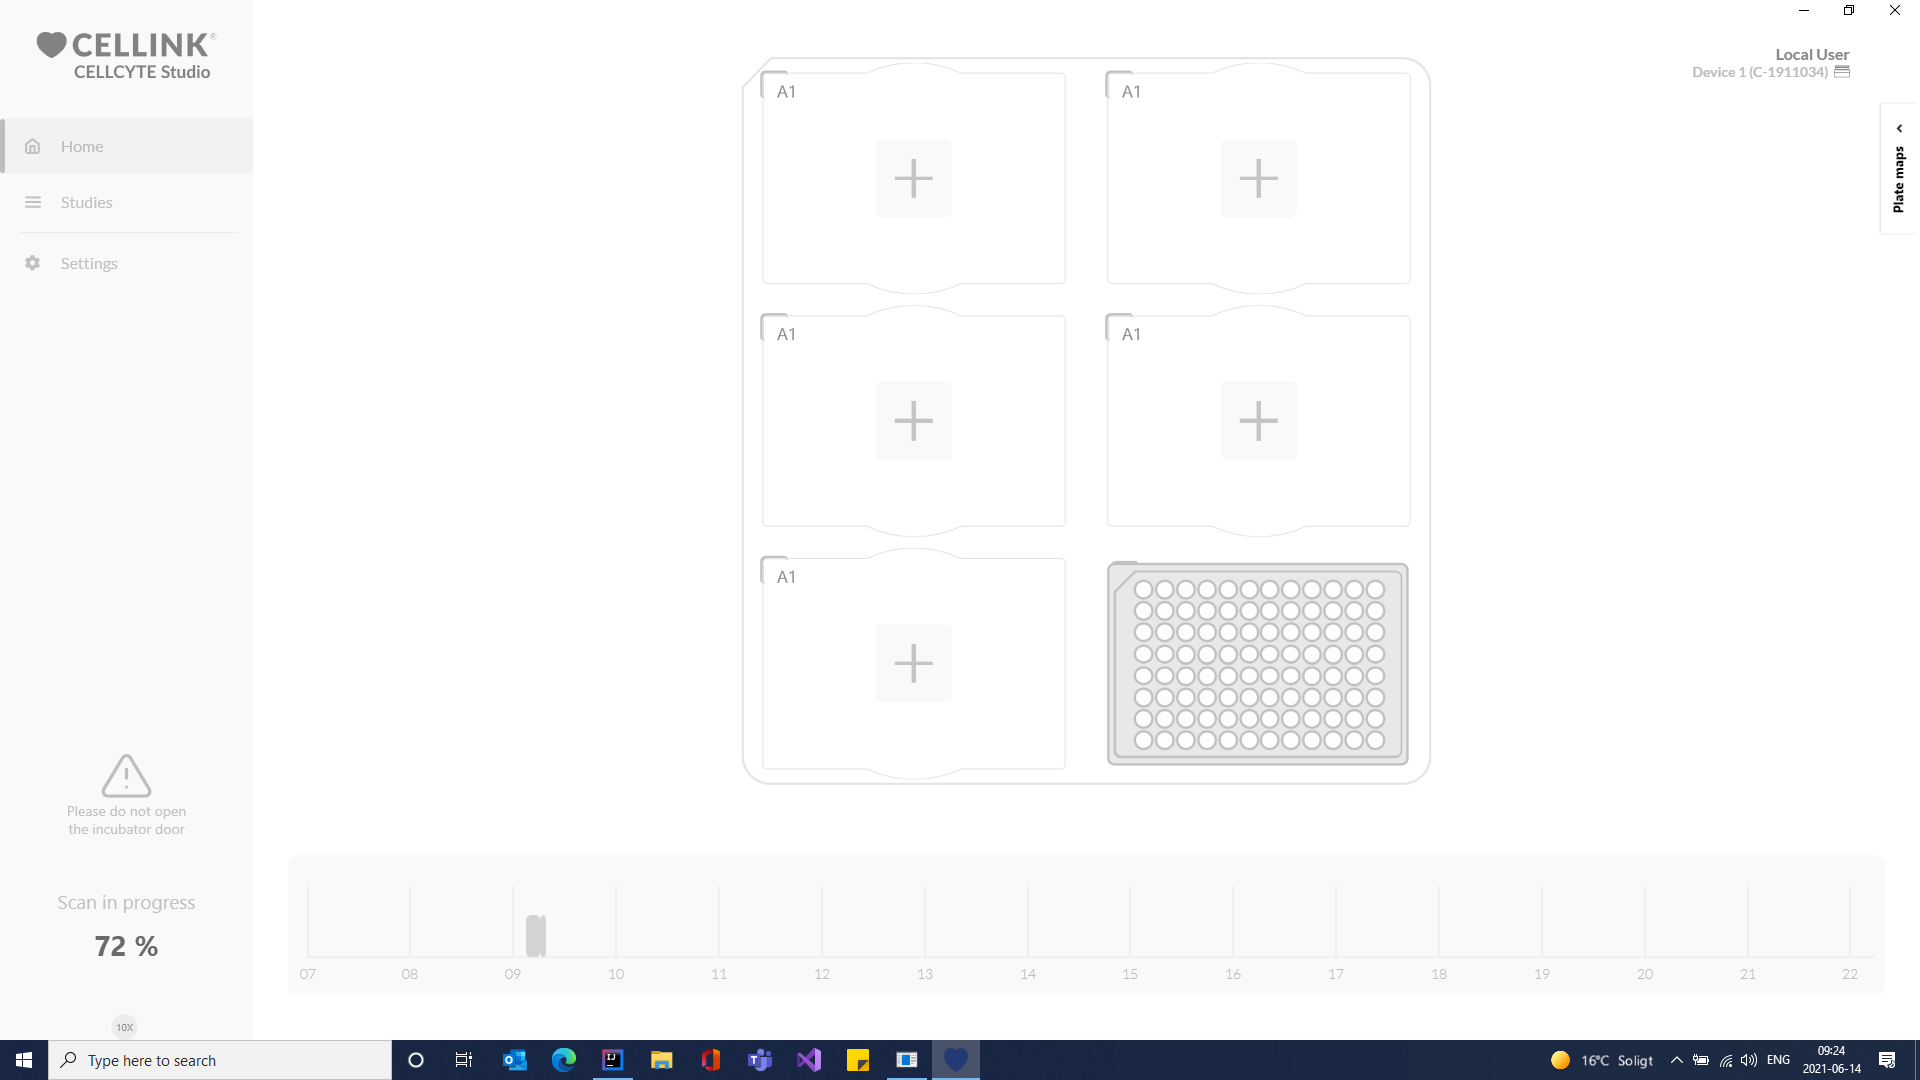 CELLINK®
CELLCYTE Studio
Home
Studies
Settings
Please do not open
the incubator door
Scan in progress
72 %
10X
A1
A1
A1
A1
A1
Local User
Device 1 (C-1911034)
Plate maps
07 08 09 10 11 12 13 14 15 16 17 18 19 20 21 22
Type here to search
16°C Soligt
ENG
09:24
2021-06-14